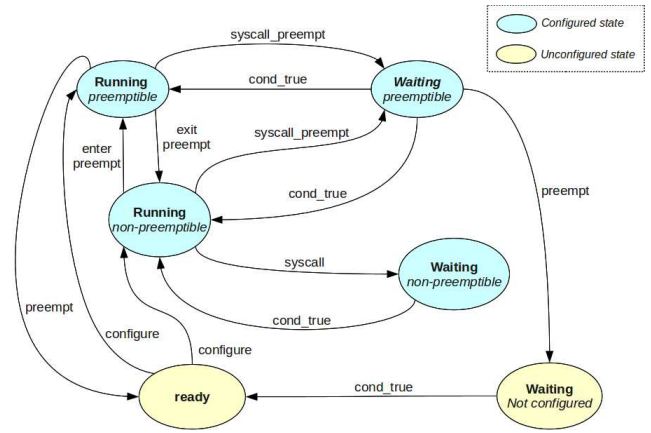 Configured state
Unconfigured state
syscall_preempt
Running
preemptible
cond_true
Waiting
preemptible
enter
preempt
exit
preempt
syscall_preempt
cond_true
preempt
Running
non-preemptible
syscall
Waiting
non-preemptible
cond_true
preempt
configure
configure
ready
cond_true
Waiting
Not configured